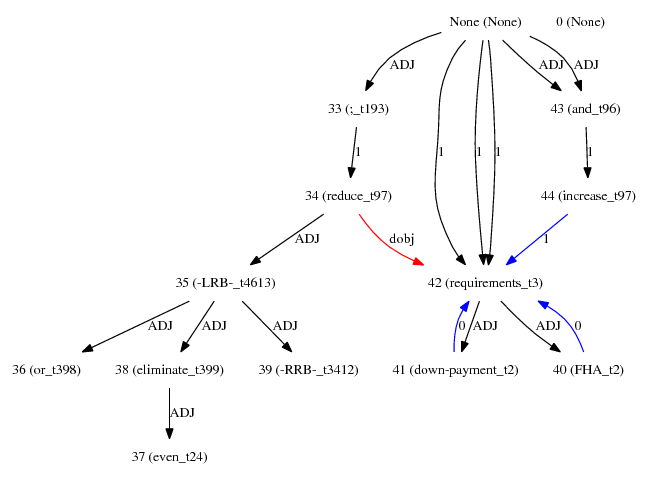 None (None) 0 (None)
ADJ ADJ ADJ
33 (;_t193) 43 (and_t96)
1 1 1 1 1
34 (reduce_t97) 44 (increase_t97)
ADJ dobj 1
35 (-LRB-_t4613) 42 (requirements_t3)
ADJ ADJ ADJ 0 ADJ ADJ 0
36 (or_t398) 38 (eliminate_t399) 39 (-RRB-_t3412) 41 (down-payment_t2) 40 (FHA_t2)
ADJ
37 (even_t24)